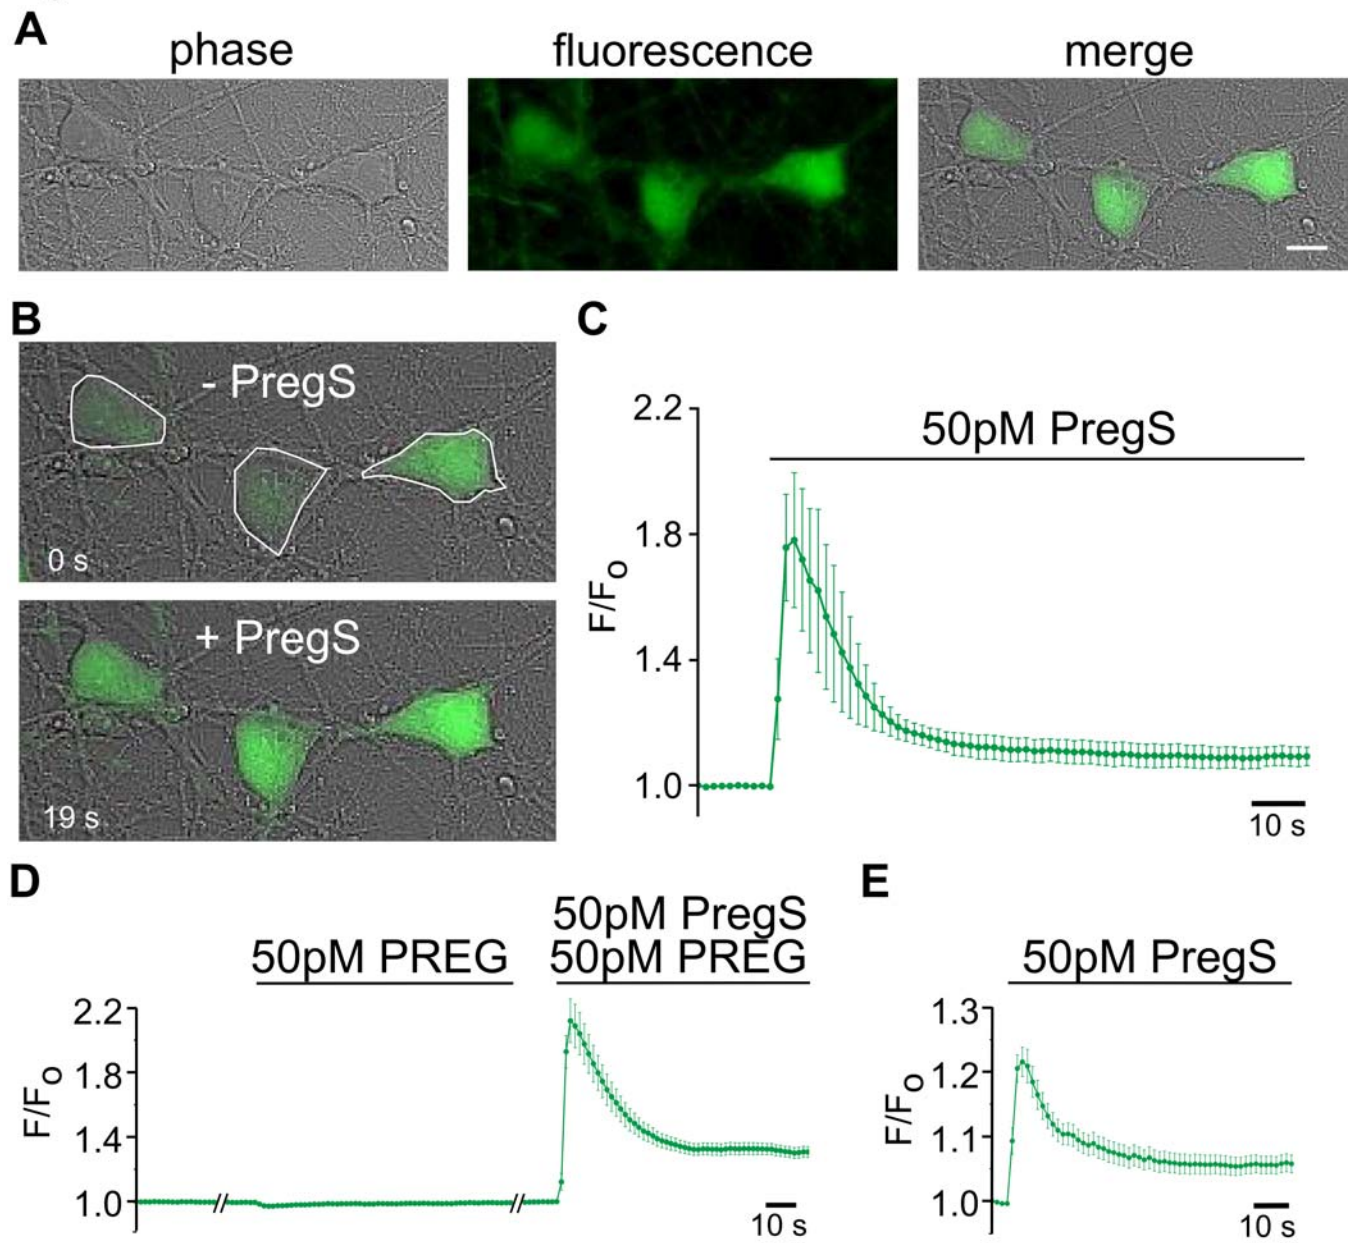 A
phase
fluorescence
merge
B
- PregS
0 s
+ PregS
19 s
C
50pM PregS
2.2
1.8
1.4
1.0
F/Fo
10 s
D
50pM PREG
50pM PregS
50pM PREG
2.2
1.8
1.4
1.0
F/Fo
10 s
E
50pM PregS
1.3
1.2
1.1
1.0
F/Fo
10 s